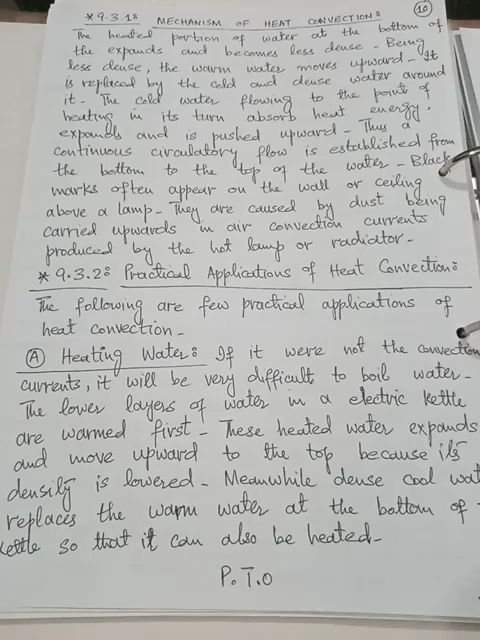 * 9.3.1: MECHANISM OF HEAT CONVECTION: 10
The heated portion of water at the bottom of
the expands and becomes less dense - Being
less dense, the warm water moves upward - It
is replaced by the cold and dense water around
it - The cold water flowing to the point of
heating in its turn absorb heat energy,
expands and is pushed upward - Thus a
continuous circulatory flow is established from
the bottom to the top of the water - Black
marks often appear on the wall or ceiling
above a lamp - They are caused by dust being
carried upwards in air convection currents
produced by the hot lamp or radiator -
* 9.3.2: Practical Applications of Heat Convection:
The following are few practical applications of
heat convection -
(A) Heating Water: If it were not the convection
currents, it will be very difficult to boil water -
The lower layers of water in a electric kettle
are warmed first - These heated water expands
and move upward to the top because its
density is lowered - Meanwhile dense cool wat
replaces the warm water at the bottom of
kettle so that it can also be heated -
P.T.O